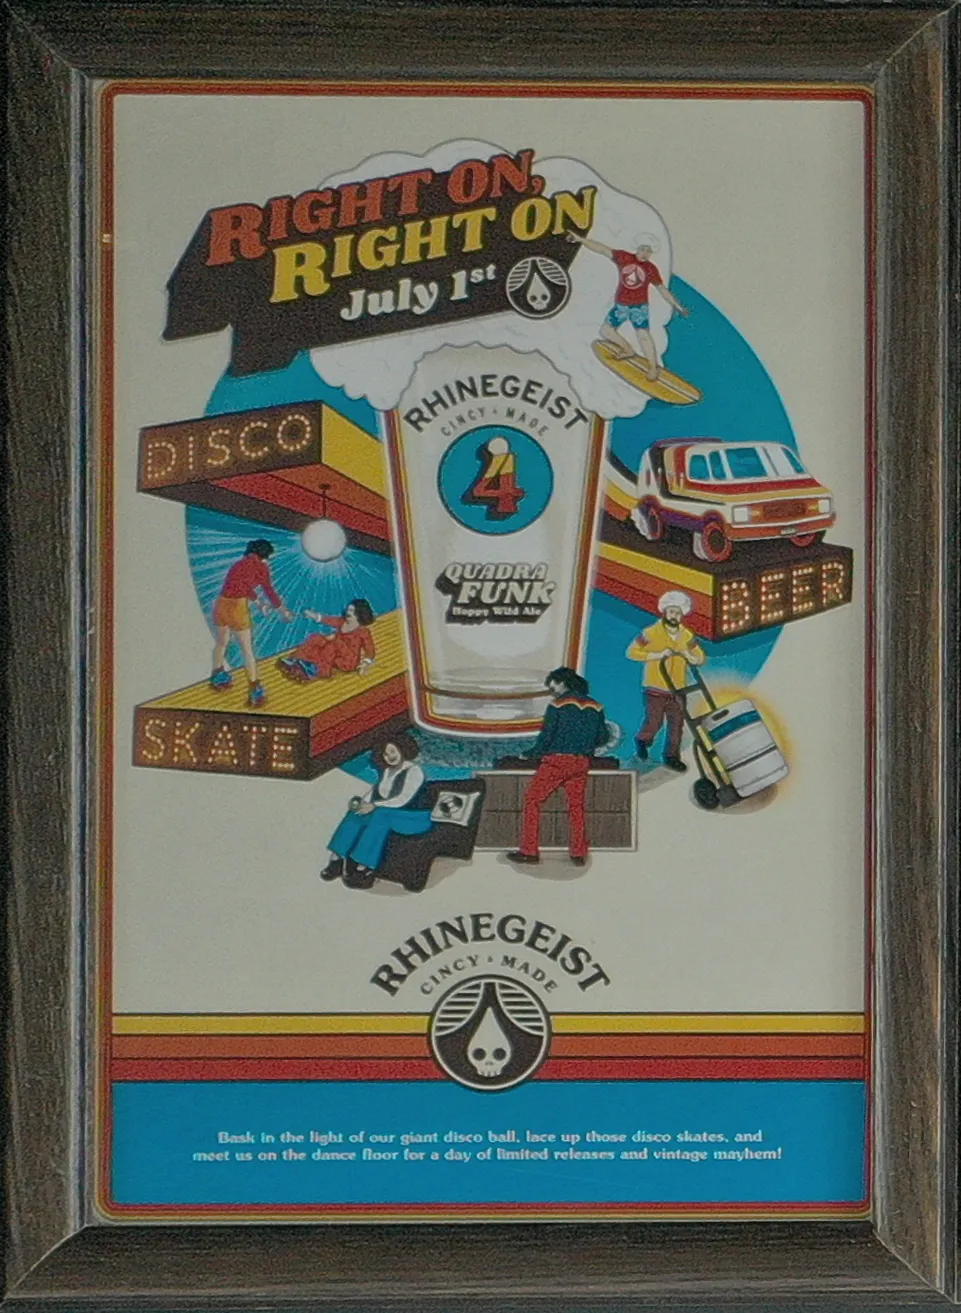 RIGHT ON,
RIGHT ON
July 1st
RHINEGEIST
CINCY MADE
4
DISCO
QUADRA
FUNK
Hoppy Wild Ale
BEER
SKATE
RHINEGEIST
CINCY MADE
Bask in the light of our giant disco ball, lace up those disco skates, and
meet us on the dance floor for a day of limited releases and vintage mayhem!